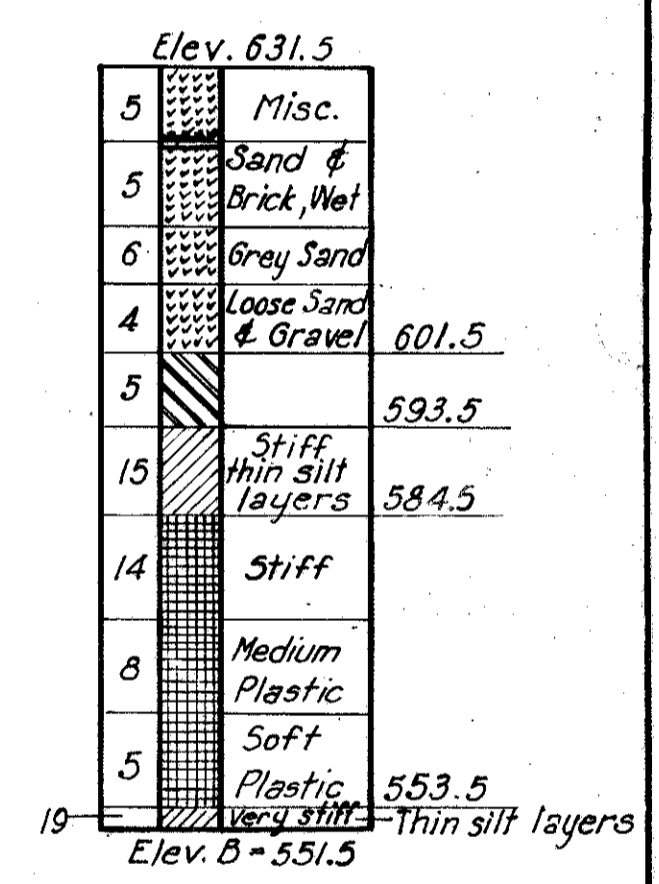 Elev. 631.5
5 Misc.
5 Sand &
Brick, Wet
6 Grey Sand
4 Loose Sand
& Gravel 601.5
5 593.5
15 Stiff
thin silt
layers 584.5
14 Stiff
8 Medium
Plastic
5 Soft
Plastic 553.5
19 very stiff Thin silt layers
Elev. B = 551.5